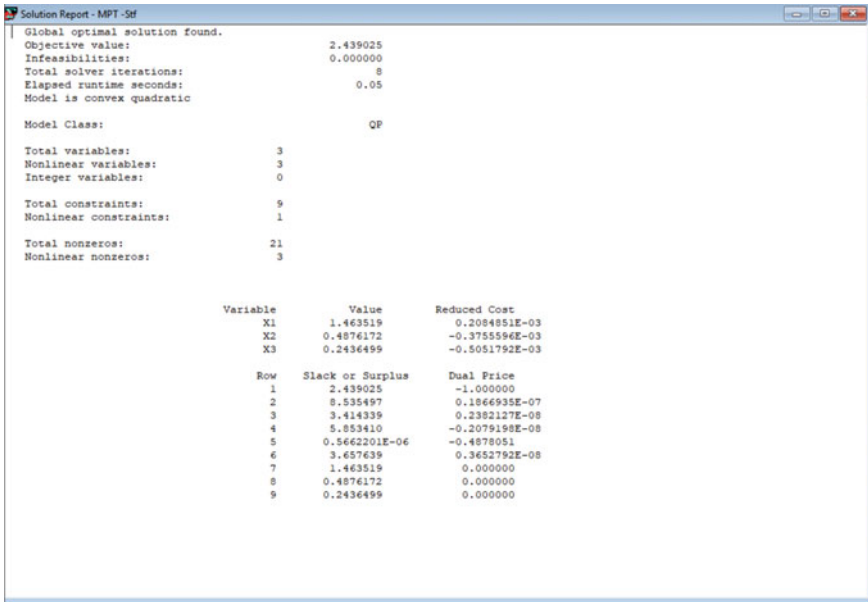 Solution Report - MPT -Stf
Global optimal solution found.
Objective value: 2.439025
Infeasibilities: 0.000000
Total solver iterations: 8
Elapsed runtime seconds: 0.05
Model is convex quadratic
Model Class: QP
Total variables: 3
Nonlinear variables: 3
Integer variables: 0
Total constraints: 9
Nonlinear constraints: 1
Total nonzeros: 21
Nonlinear nonzeros: 3
Variable Value Reduced Cost
X1 1.463519 0.2084851E-03
X2 0.4876172 -0.3755596E-03
X3 0.2436499 -0.5051792E-03
Row Slack or Surplus Dual Price
1 2.439025 -1.000000
2 8.535497 0.1866935E-07
3 3.414339 0.2382127E-08
4 5.853410 -0.2079198E-08
5 0.5662201E-06 -0.4878051
6 3.657639 0.3652792E-08
7 1.463519 0.000000
8 0.4876172 0.000000
9 0.2436499 0.000000